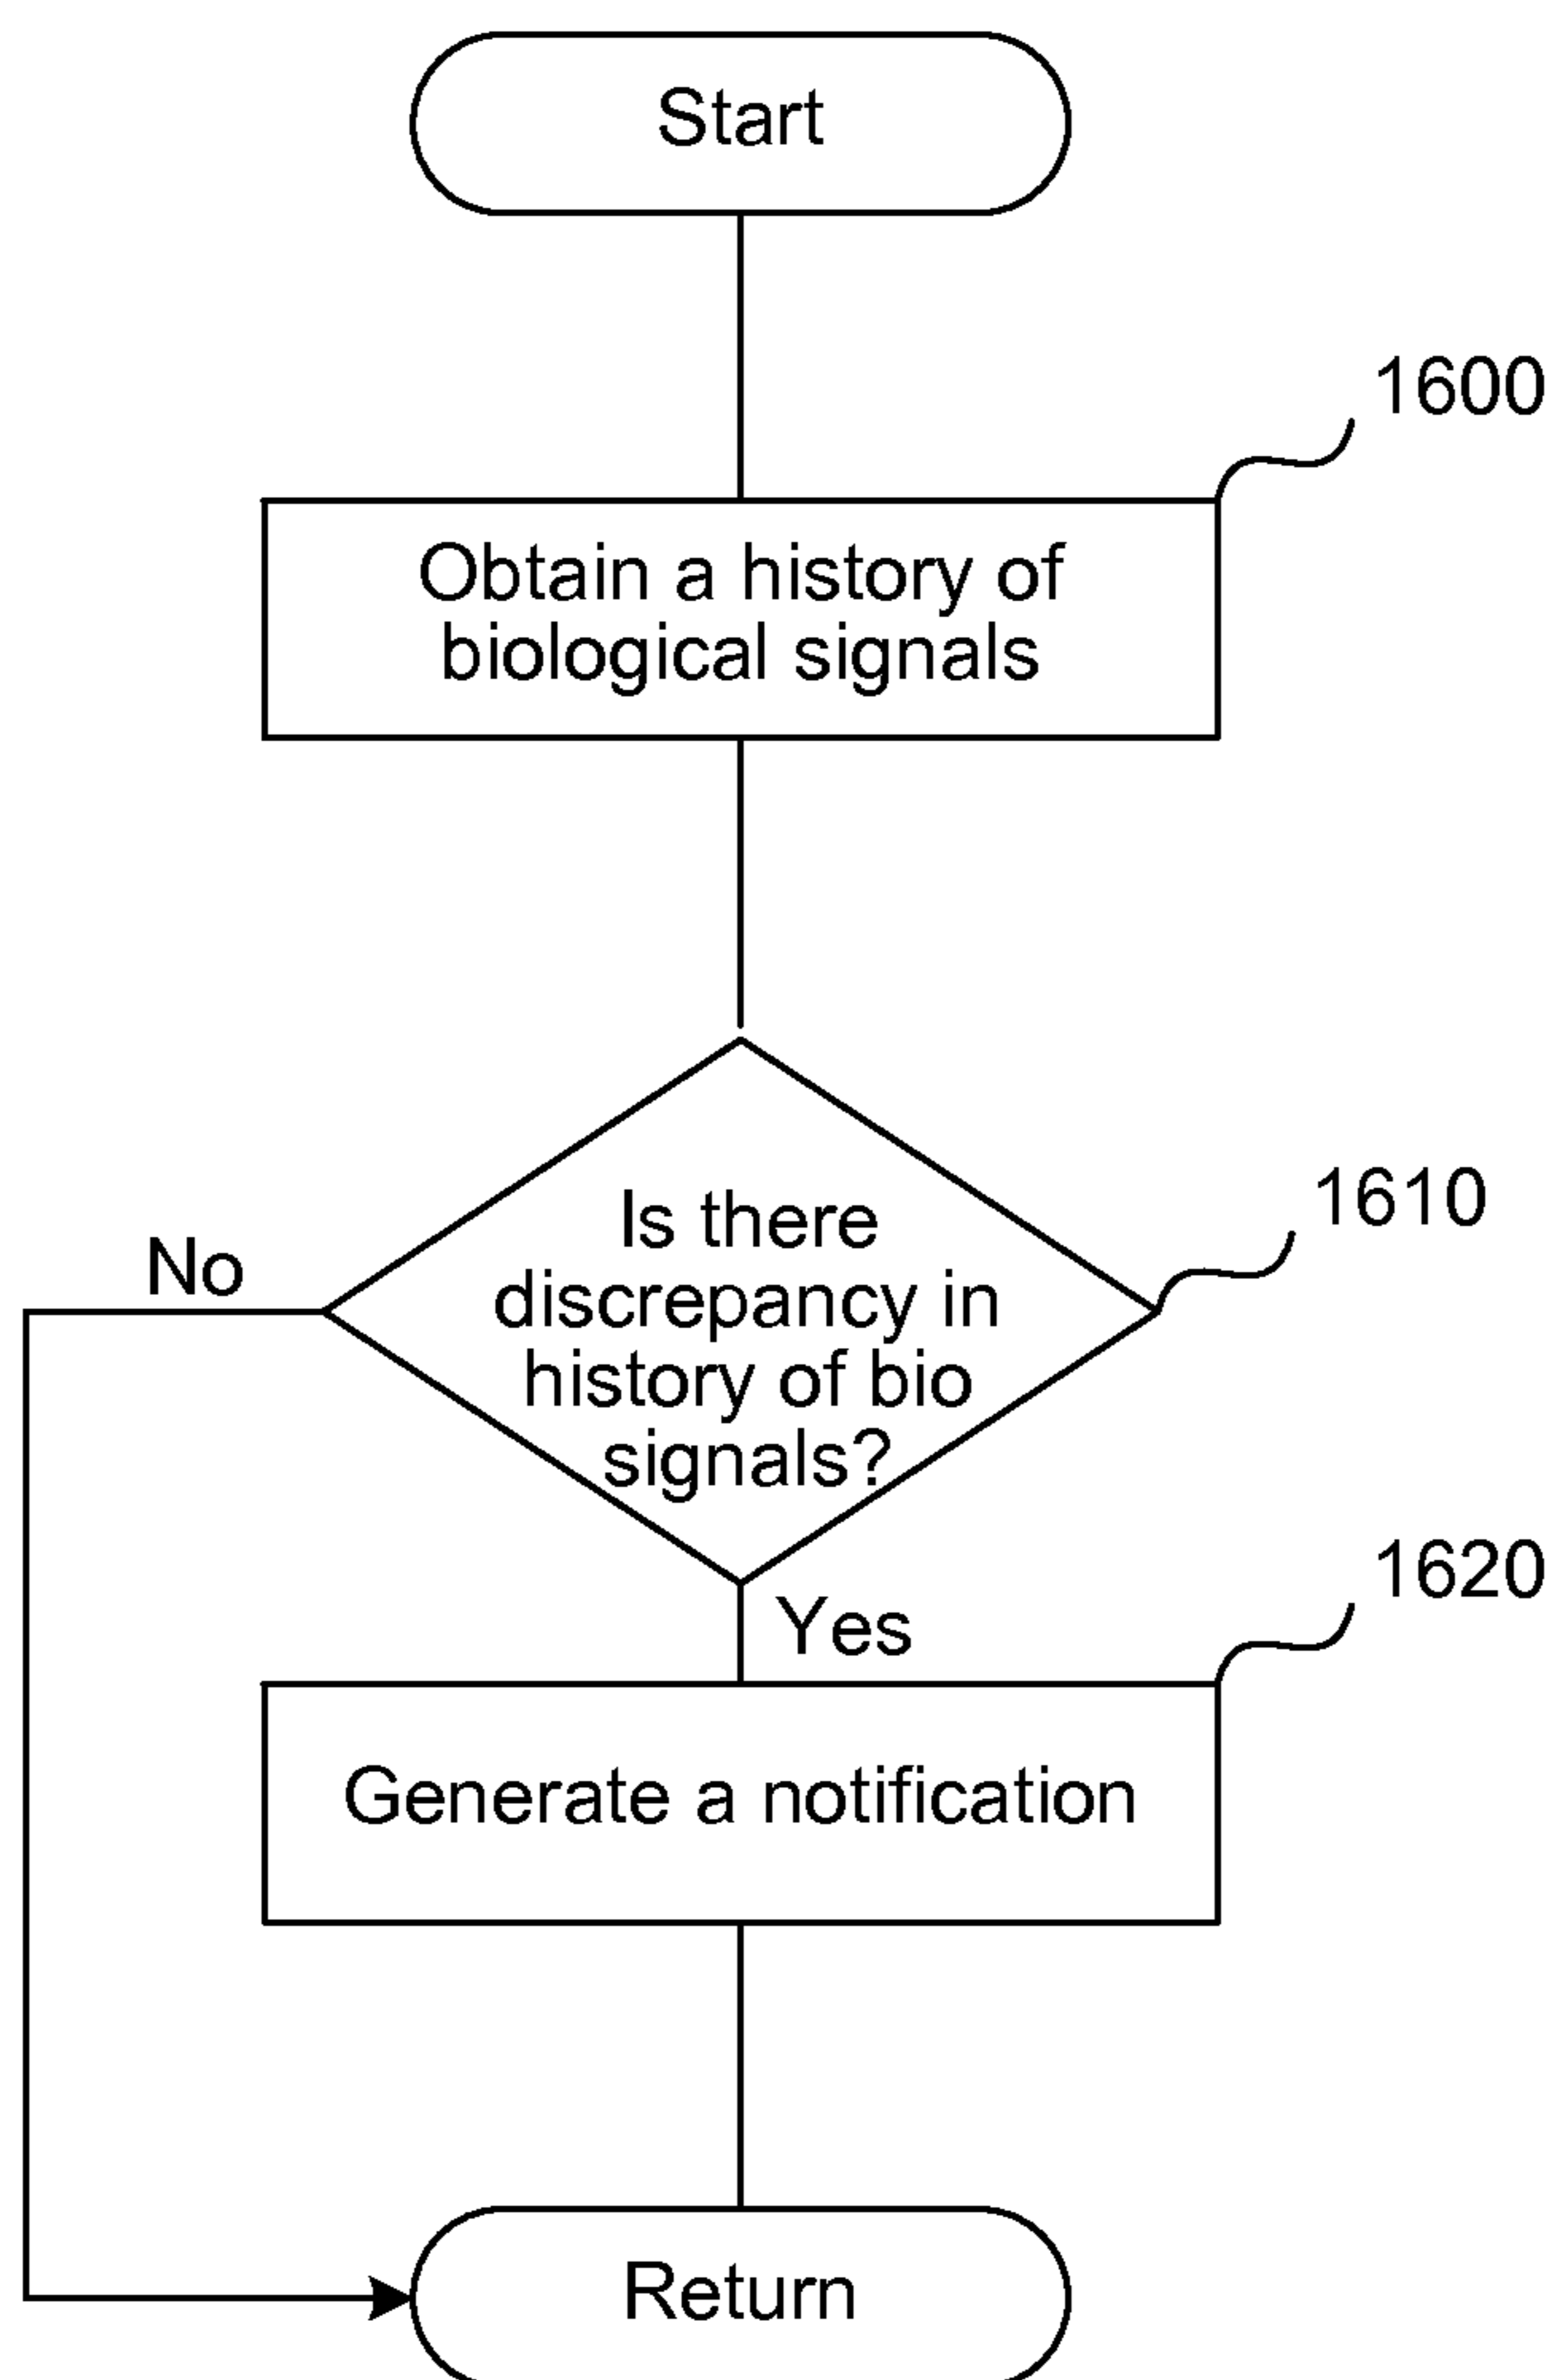 Start
1600
Obtain a history of
biological signals
1610
Is there
discrepancy in
history of bio
signals?
No
Yes
1620
Generate a notification
Return